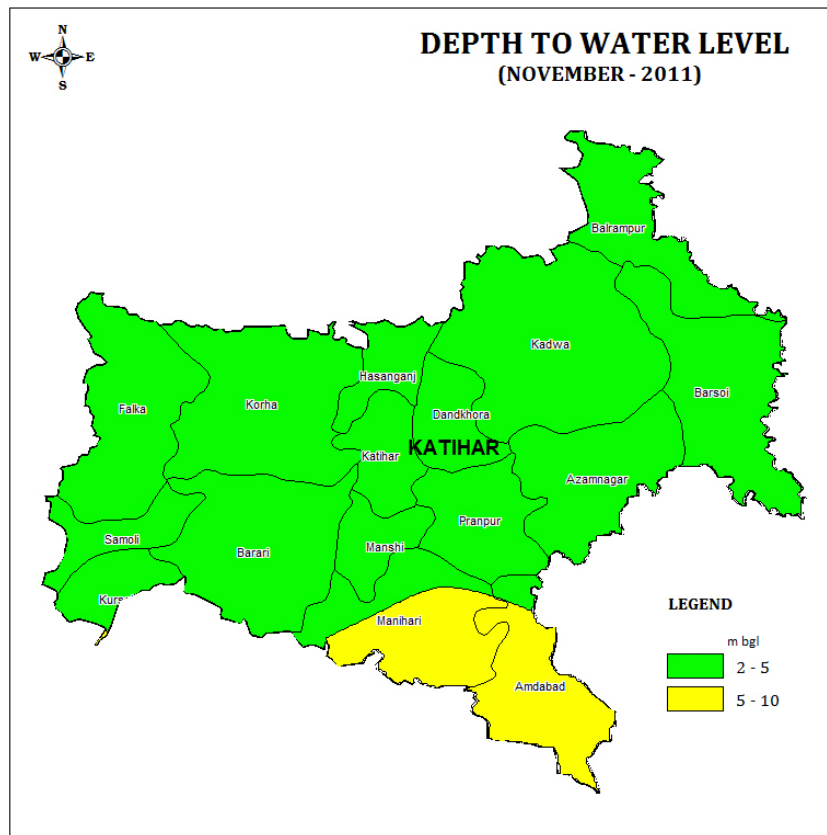 N
W E
S
DEPTH TO WATER LEVEL
(NOVEMBER - 2011)
Balrampur
Kadwa
Hasanganj
Barsoi
Falka
Korha
Dandkhora
KATIHAR
Katihar
Azamnagar
Pranpur
Samoli
Barari
Manshi
Manihari
Amdabad
LEGEND
m bgl
2 - 5
5 - 10